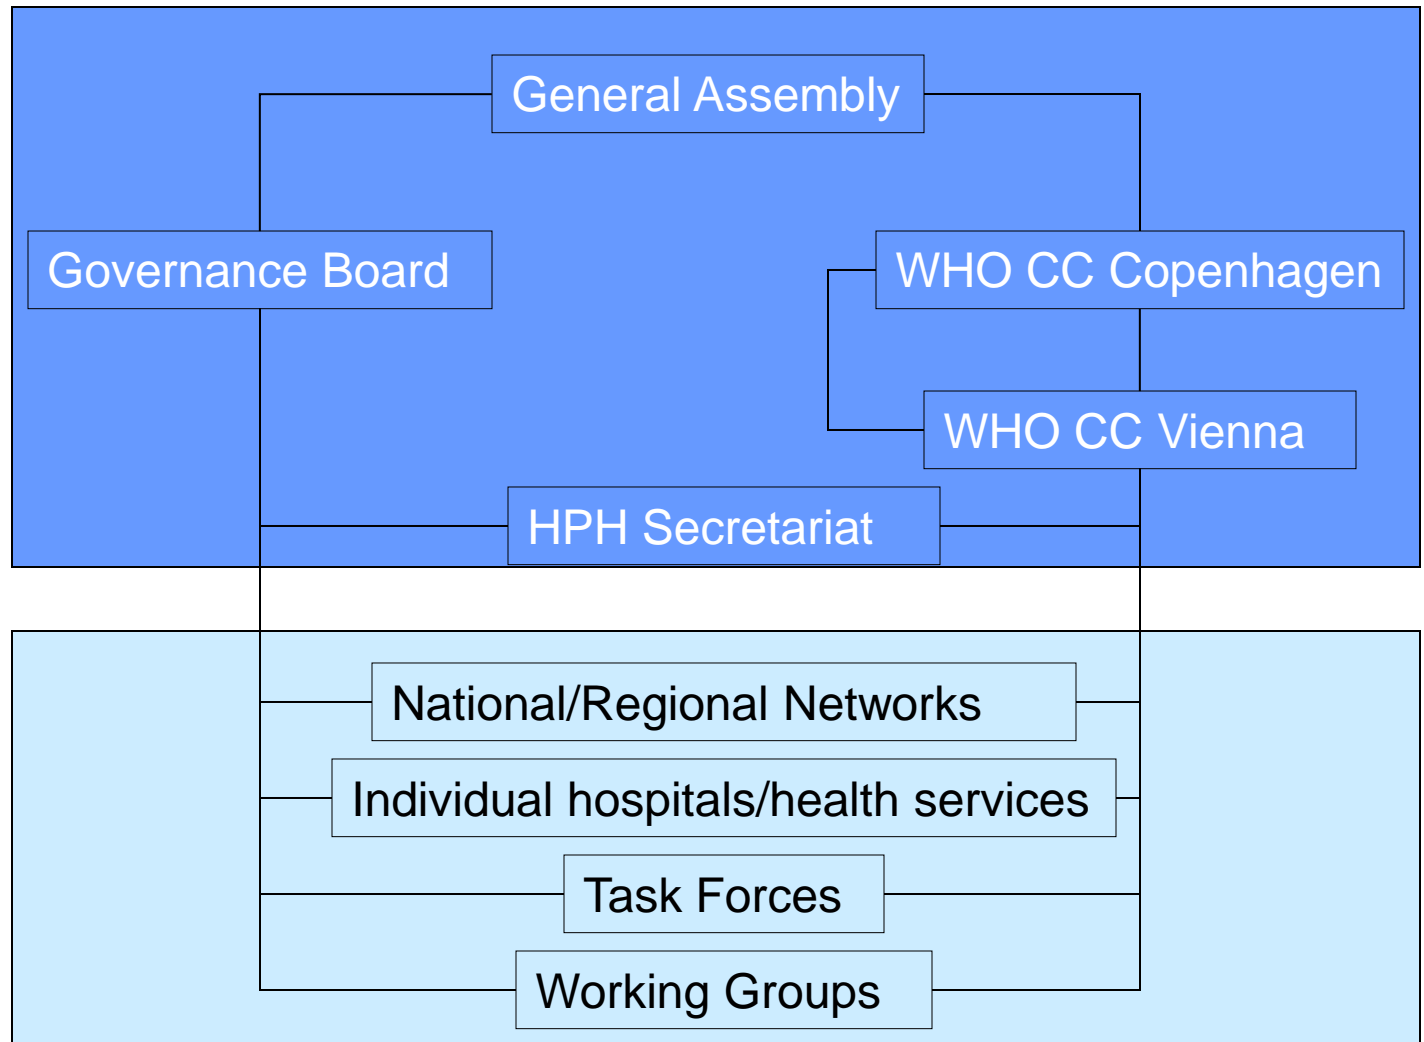 General Assembly
Governance Board
WHO CC Copenhagen
WHO CC Vienna
HPH Secretariat
National/Regional Networks
Individual hospitals/health services
Task Forces
Working Groups